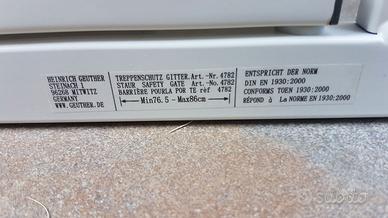 HEINRICH GEUTHER
STEINACH 1
96268 MITWITZ
GERMANY
WWW.GEUTHER.DE
TREPPENSCHUTZ GITTER.Art.-Nr.4782
STAUR SAFETY GATE Art.-No.4782
BARRIÈRE POURLA POR TE réf 4782
Min76.5 - Max86cm
ENTSPRICHT DER NORM
DIN EN 1930:2000
CONFORMS TOEN 1930:2000
RÉPOND à La NORME EN 1930:2000
subito